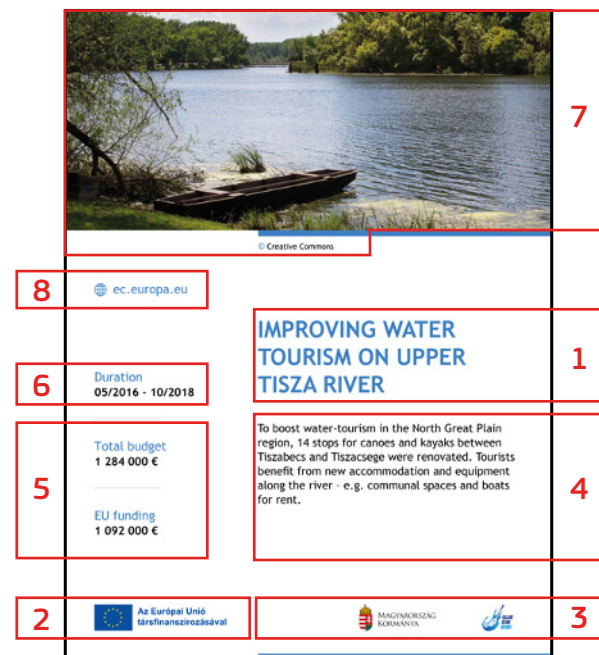 7
© Creative Commons
8
ec.europa.eu
IMPROVING WATER
TOURISM ON UPPER
TISZA RIVER
1
6
Duration
05/2016 - 10/2018
To boost water-tourism in the North Great Plain
region, 14 stops for canoes and kayaks between
Tiszabecs and Tiszacsege were renovated. Tourists
benefit from new accommodation and equipment
along the river - e.g. communal spaces and boats
for rent.
4
5
Total budget
1 284 000 €
EU funding
1 092 000 €
2
Az Európai Unió
társfinanszírozásával
MAGYARORSZÁG
KORMÁNYA
3